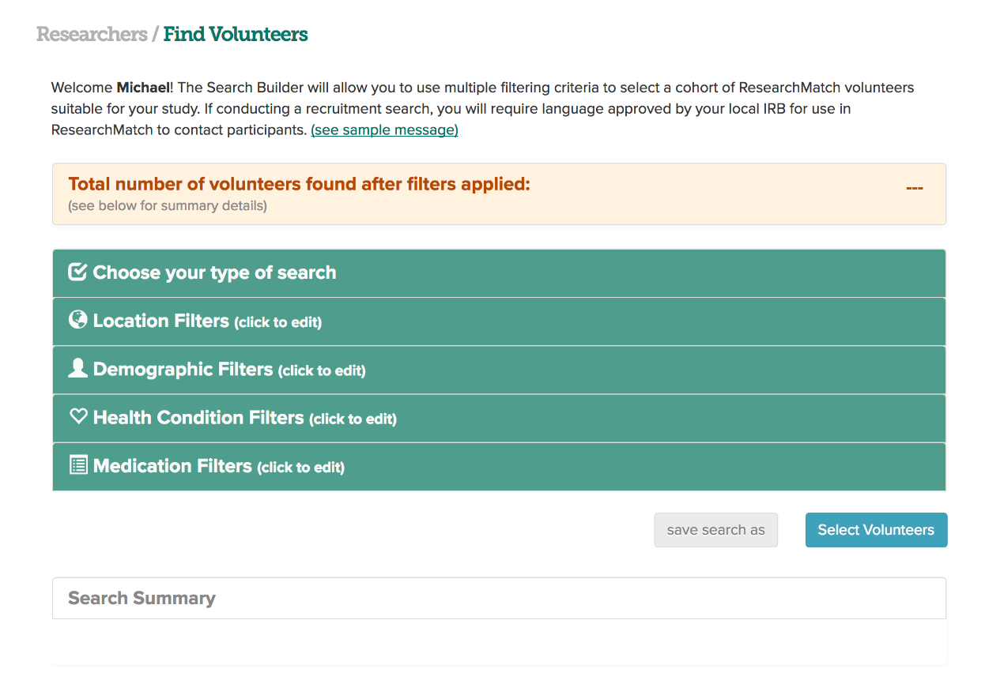 Researchers / Find Volunteers
Welcome Michael! The Search Builder will allow you to use multiple filtering criteria to select a cohort of ResearchMatch volunteers
suitable for your study. If conducting a recruitment search, you will require language approved by your local IRB for use in
ResearchMatch to contact participants. (see sample message)
Total number of volunteers found after filters applied: ---
(see below for summary details)
Choose your type of search
Location Filters (click to edit)
Demographic Filters (click to edit)
Health Condition Filters (click to edit)
Medication Filters (click to edit)
save search as Select Volunteers
Search Summary